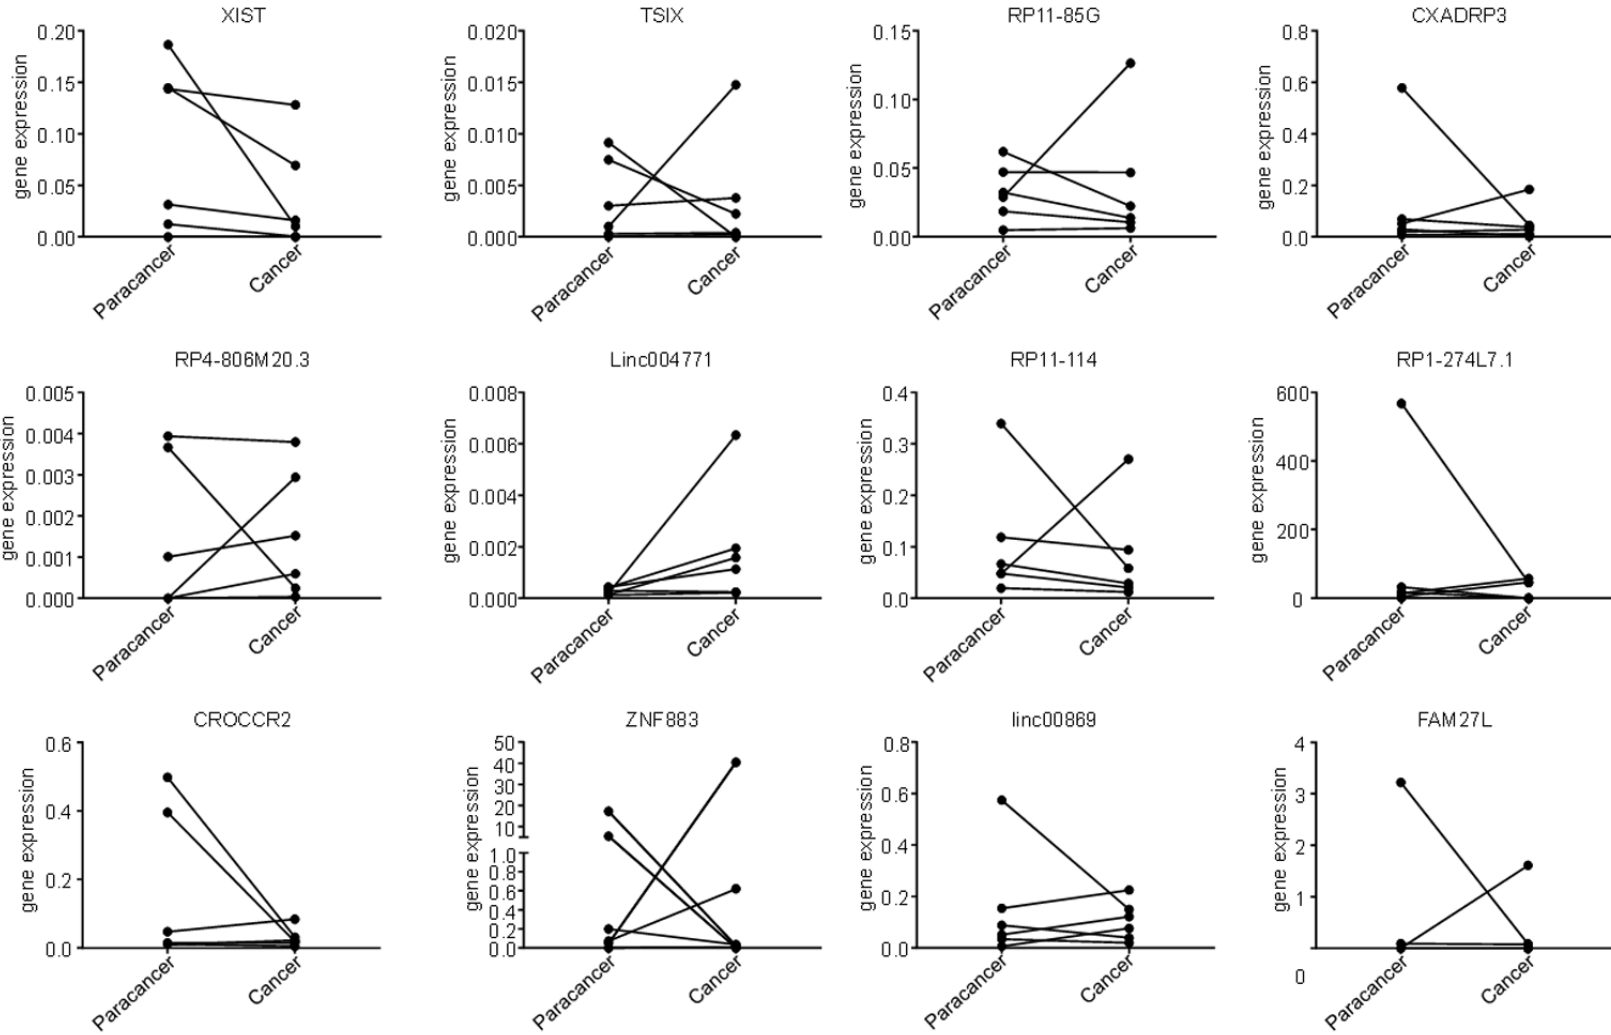 XIST
gene expression
0.20
0.15
0.10
0.05
0.00
Paracancer
Cancer
TSIX
gene expression
0.020
0.015
0.010
0.005
0.000
Paracancer
Cancer
RP11-85G
gene expression
0.15
0.10
0.05
0.00
Paracancer
Cancer
CXADRP3
gene expression
0.8
0.6
0.4
0.2
0.0
Paracancer
Cancer
RP4-806M20.3
gene expression
0.005
0.004
0.003
0.002
0.001
0.000
Paracancer
Cancer
Linc004771
gene expression
0.008
0.006
0.004
0.002
0.000
Paracancer
Cancer
RP11-114
gene expression
0.4
0.3
0.2
0.1
0.0
Paracancer
Cancer
RP1-274L7.1
gene expression
600
400
200
0
Paracancer
Cancer
CROCCR2
gene expression
0.6
0.4
0.2
0.0
Paracancer
Cancer
ZNF883
gene expression
50
40
30
20
10
1.0
0.8
0.6
0.4
0.2
0.0
Paracancer
Cancer
linc00869
gene expression
0.8
0.6
0.4
0.2
0.0
Paracancer
Cancer
FAM27L
gene expression
4
3
2
1
0
Paracancer
Cancer